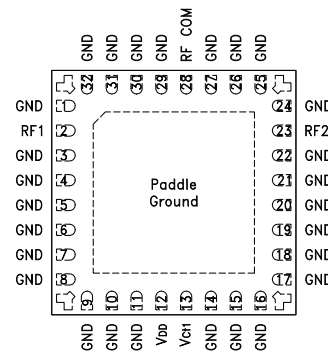 GND GND GND GND RF COM GND GND GND
32 31 30 29 28 27 26 25
GND 1 24 GND
RF1 2 23 RF2
GND 3 22 GND
GND 4 21 GND
GND 5 20 GND
GND 6 19 GND
GND 7 18 GND
GND 8 17 GND
Paddle
Ground
9 10 11 12 13 14 15 16
GND GND GND VDD VCtl GND GND GND